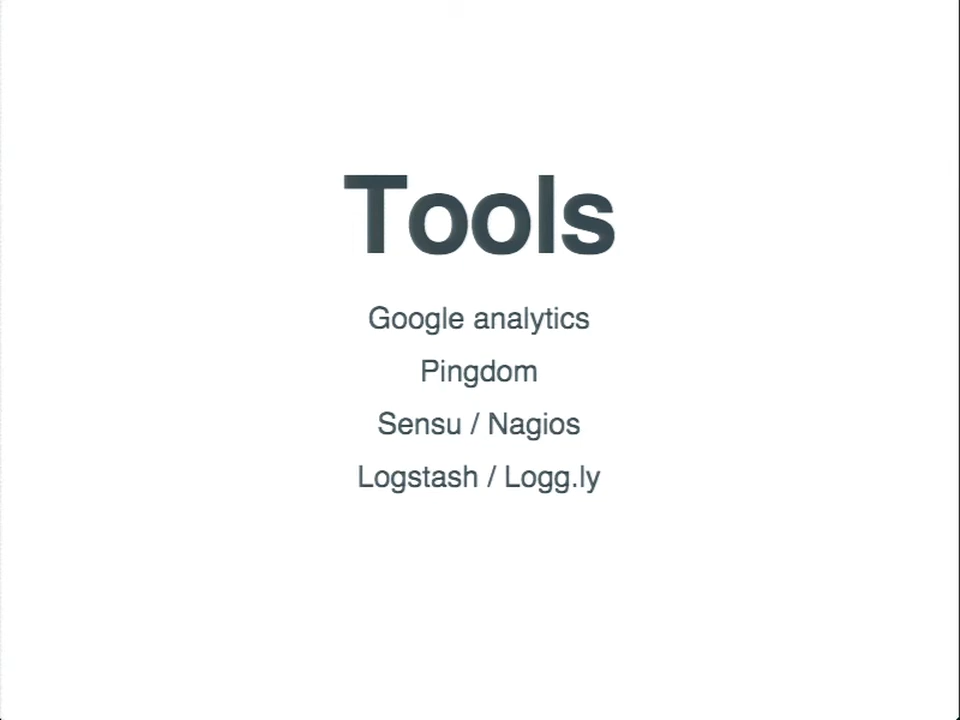 Tools
Google analytics
Pingdom
Sensu / Nagios
Logstash / Logg.ly